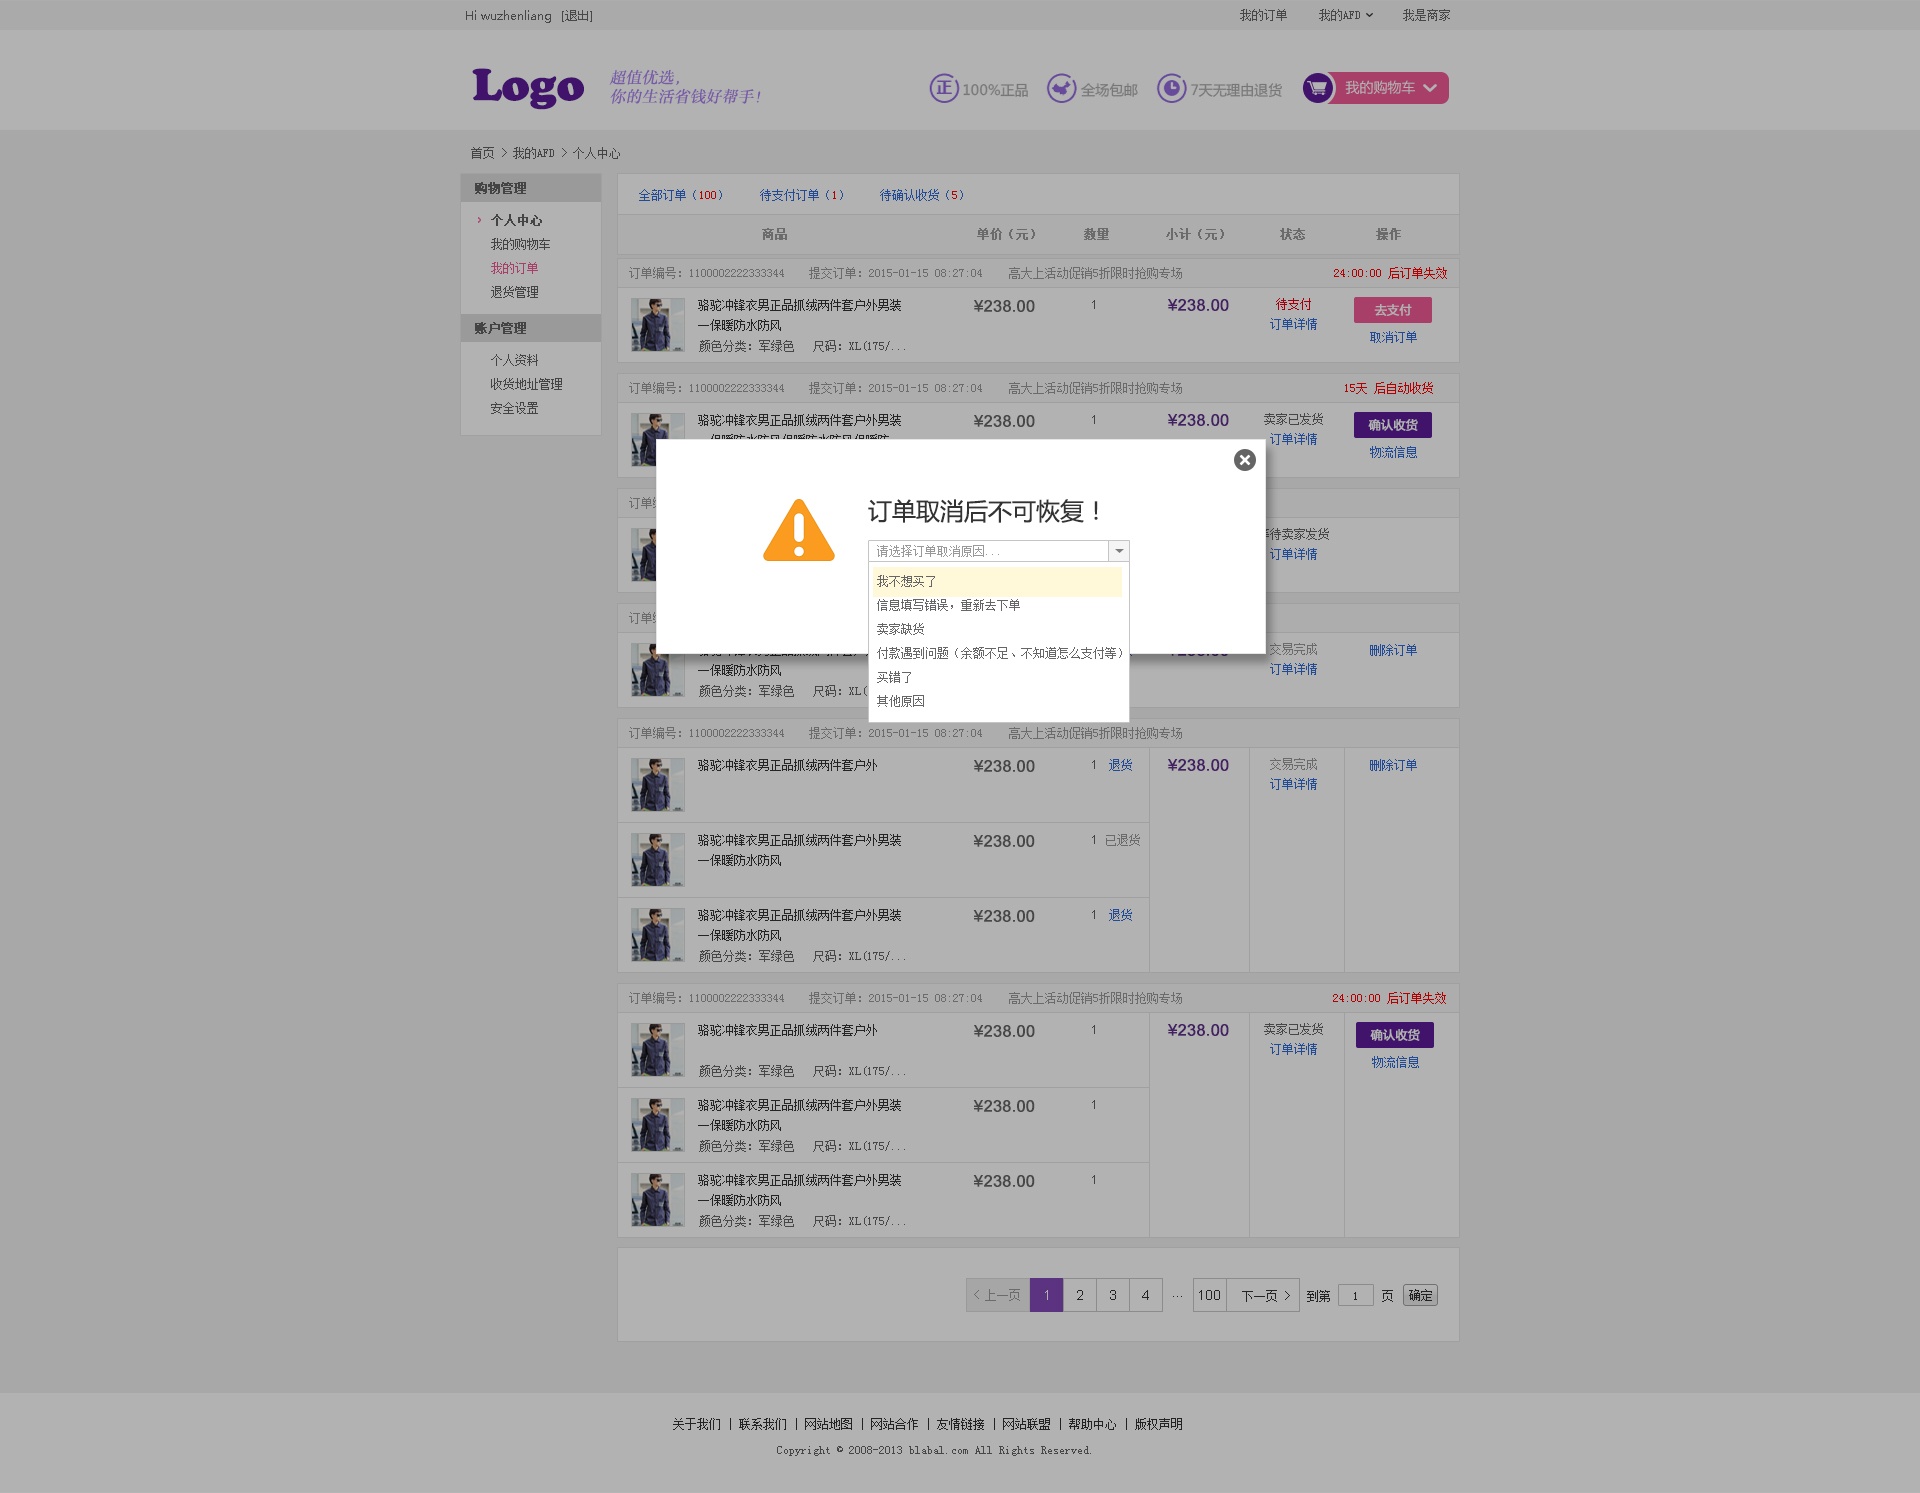 Hi wuzhenliang [退出]
我的订单 我的AFD 我是商家
Logo
超值优选，
你的生活省钱好帮手！
正 100%正品 全场包邮 7天无理由退货 我的购物车
首页 > 我的AFD > 个人中心
购物管理
个人中心
我的购物车
我的订单
退货管理
账户管理
个人资料
收货地址管理
安全设置
全部订单（100） 待支付订单（1） 待确认收货（5）
商品 单价（元） 数量 小计（元） 状态 操作
订单编号：1100002222333344 提交订单：2015-01-15 08:27:04 高大上活动促销5折限时抢购专场 24:00:00 后订单失效
骆驼冲锋衣男正品抓绒两件套户外男装 ¥238.00 1 ¥238.00 待支付 去支付
一保暖防水防风 订单详情 取消订单
颜色分类：军绿色 尺码：XL(175/...
订单编号：1100002222333344 提交订单：2015-01-15 08:27:04 高大上活动促销5折限时抢购专场 15天 后自动收货
骆驼冲锋衣男正品抓绒两件套户外男装 ¥238.00 1 ¥238.00 卖家已发货 确认收货
订单详情 物流信息
订单取消后不可恢复！
请选择订单取消原因...
我不想买了
信息填写错误，重新去下单
卖家缺货
付款遇到问题（余额不足、不知道怎么支付等）
买错了
其他原因
订单
待卖家发货
订单详情
订单
交易完成 删除订单
一保暖防水防风 订单详情
颜色分类：军绿色 尺码：XL(
订单编号：1100002222333344 提交订单：2015-01-15 08:27:04 高大上活动促销5折限时抢购专场
骆驼冲锋衣男正品抓绒两件套户外 ¥238.00 1 退货 ¥238.00 交易完成 删除订单
订单详情
骆驼冲锋衣男正品抓绒两件套户外男装 ¥238.00 1 已退货
一保暖防水防风
骆驼冲锋衣男正品抓绒两件套户外男装 ¥238.00 1 退货
一保暖防水防风
颜色分类：军绿色 尺码：XL(175/...
订单编号：1100002222333344 提交订单：2015-01-15 08:27:04 高大上活动促销5折限时抢购专场 24:00:00 后订单失效
骆驼冲锋衣男正品抓绒两件套户外 ¥238.00 1 ¥238.00 卖家已发货 确认收货
订单详情 物流信息
颜色分类：军绿色 尺码：XL(175/...
骆驼冲锋衣男正品抓绒两件套户外男装 ¥238.00 1
一保暖防水防风
颜色分类：军绿色 尺码：XL(175/...
骆驼冲锋衣男正品抓绒两件套户外男装 ¥238.00 1
一保暖防水防风
颜色分类：军绿色 尺码：XL(175/...
< 上一页 1 2 3 4 ... 100 下一页 > 到第 1 页 确定
关于我们 | 联系我们 | 网站地图 | 网站合作 | 友情链接 | 网站联盟 | 帮助中心 | 版权声明
Copyright © 2008-2013 blabal.com All Rights Reserved.